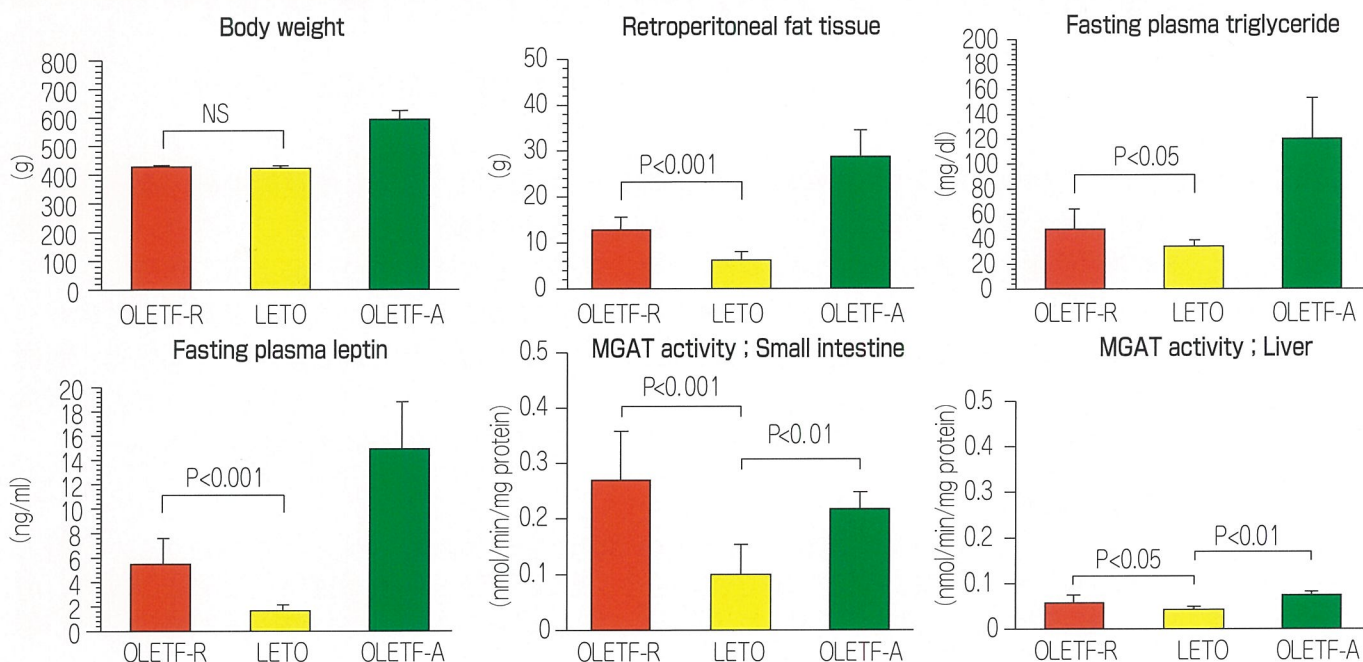 Body weight
(g)
800
700
600
500
400
300
200
100
0
NS
OLETF-R LETO OLETF-A
Retroperitoneal fat tissue
(g)
50
40
30
20
10
0
P<0.001
OLETF-R LETO OLETF-A
Fasting plasma triglyceride
(mg/dl)
200
180
160
140
120
100
80
60
40
20
0
P<0.05
OLETF-R LETO OLETF-A
Fasting plasma leptin
(ng/ml)
20
18
16
14
12
10
8
6
4
2
0
P<0.001
OLETF-R LETO OLETF-A
MGAT activity ; Small intestine
(nmol/min/mg protein)
0.5
0.4
0.3
0.2
0.1
0
P<0.001
P<0.01
OLETF-R LETO OLETF-A
MGAT activity ; Liver
(nmol/min/mg protein)
0.5
0.4
0.3
0.2
0.1
0
P<0.05
P<0.01
OLETF-R LETO OLETF-A